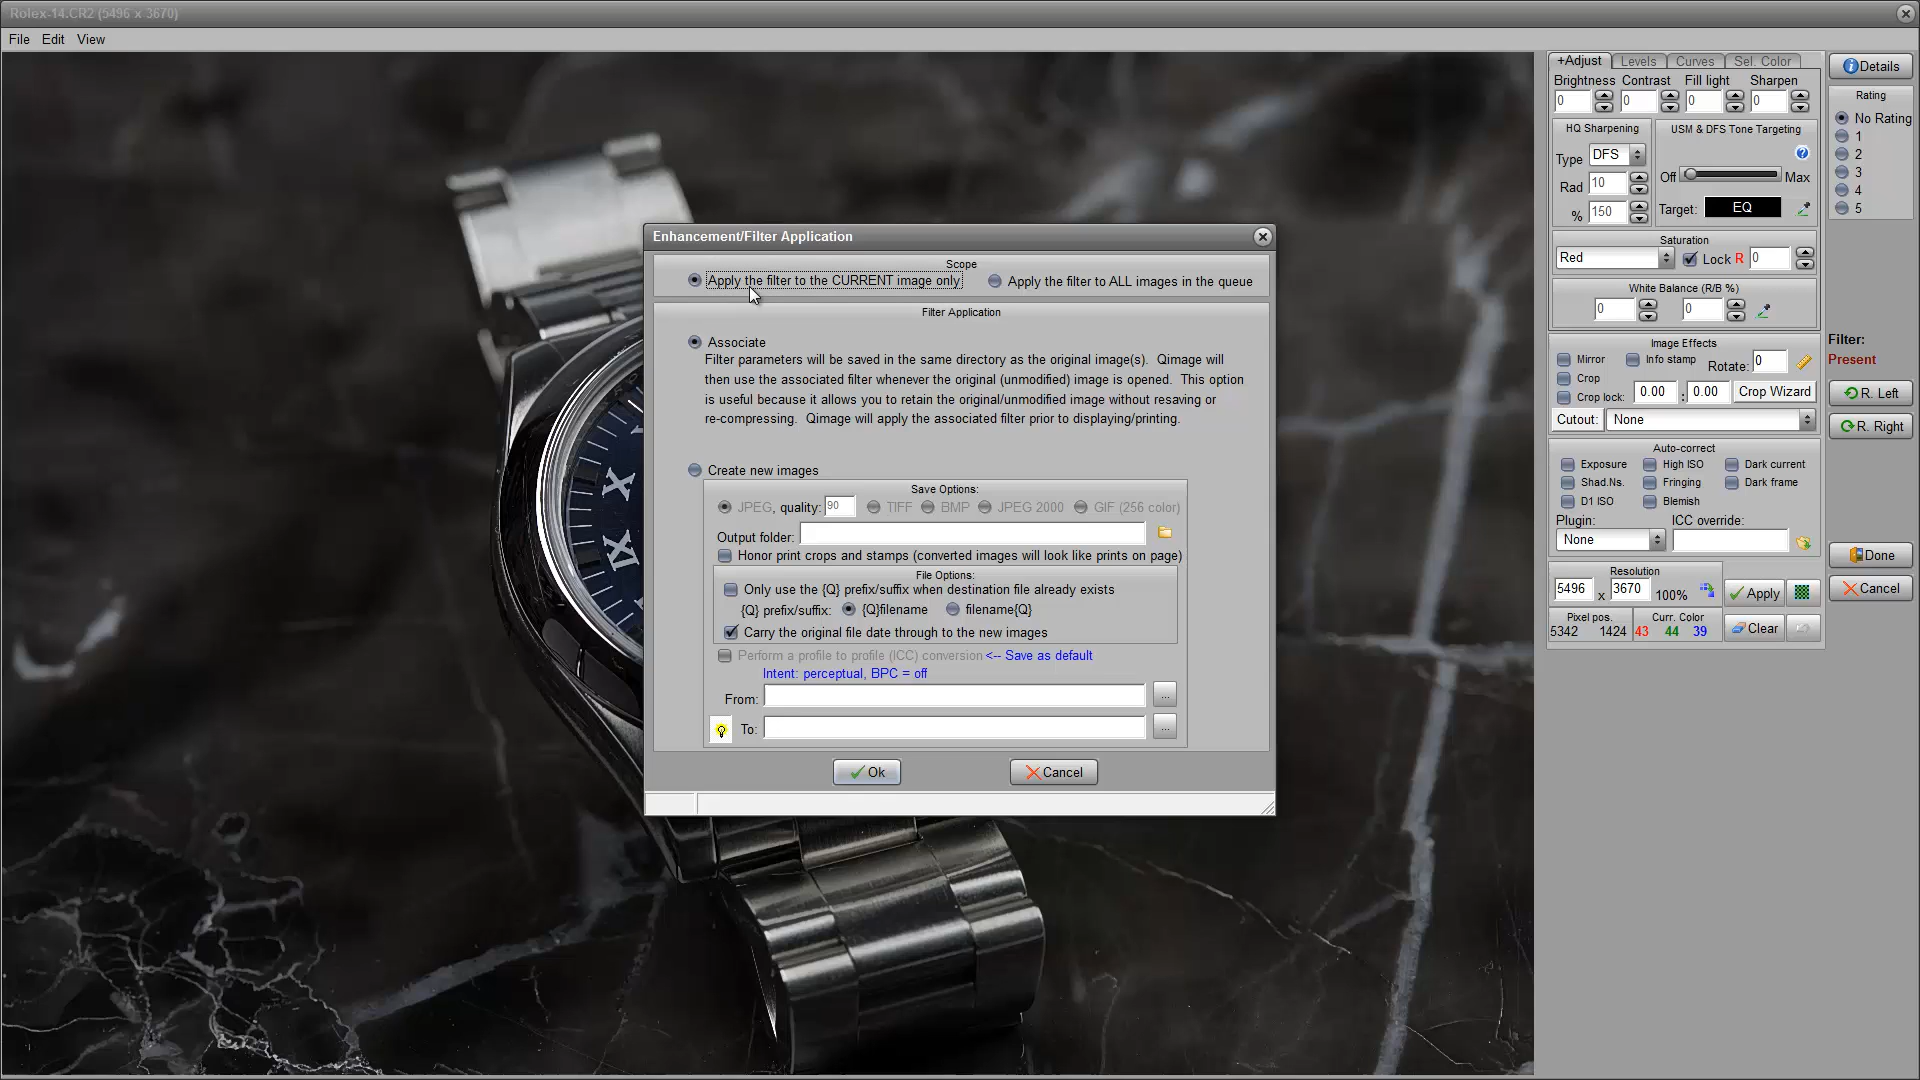 Rolex-14.CR2 (5496 x 3670)
File Edit View
+Adjust Levels Curves Sel. Color
Brightness Contrast Fill light Sharpen
0 0 0 0
HQ Sharpening
Type DFS
Rad 10
% 150
USM & DFS Tone Targeting
Off Max
Target: EQ
Saturation
Red Lock R 0
White Balance (R/B %)
0 0
Image Effects
Mirror Info stamp Rotate: 0
Crop
Crop lock: 0.00 : 0.00 Crop Wizard
Cutout: None
Auto-correct
Exposure High ISO Dark current
Shad.Ns. Fringing Dark frame
D1 ISO Blemish
Plugin: ICC override:
None
Resolution
5496 x 3670 100% Apply
Pixel pos. Curr. Color
5342 1424 43 44 39 Clear
Details
Rating
No Rating
1
2
3
4
5
Filter:
Present
R. Left
R. Right
Done
Cancel
Enhancement/Filter Application
Scope
Apply the filter to the CURRENT image only Apply the filter to ALL images in the queue
Filter Application
Associate
Filter parameters will be saved in the same directory as the original image(s). Qimage will
then use the associated filter whenever the original (unmodified) image is opened. This option
is useful because it allows you to retain the original/unmodified image without resaving or
re-compressing. Qimage will apply the associated filter prior to displaying/printing.
Create new images
Save Options:
JPEG, quality: 90 TIFF BMP JPEG 2000 GIF (256 color)
Output folder:
Honor print crops and stamps (converted images will look like prints on page)
File Options:
Only use the {Q} prefix/suffix when destination file already exists
{Q} prefix/suffix: {Q}filename filename{Q}
Carry the original file date through to the new images
Perform a profile to profile (ICC) conversion <-- Save as default
Intent: perceptual, BPC = off
From: ...
To: ...
Ok Cancel
X
IX